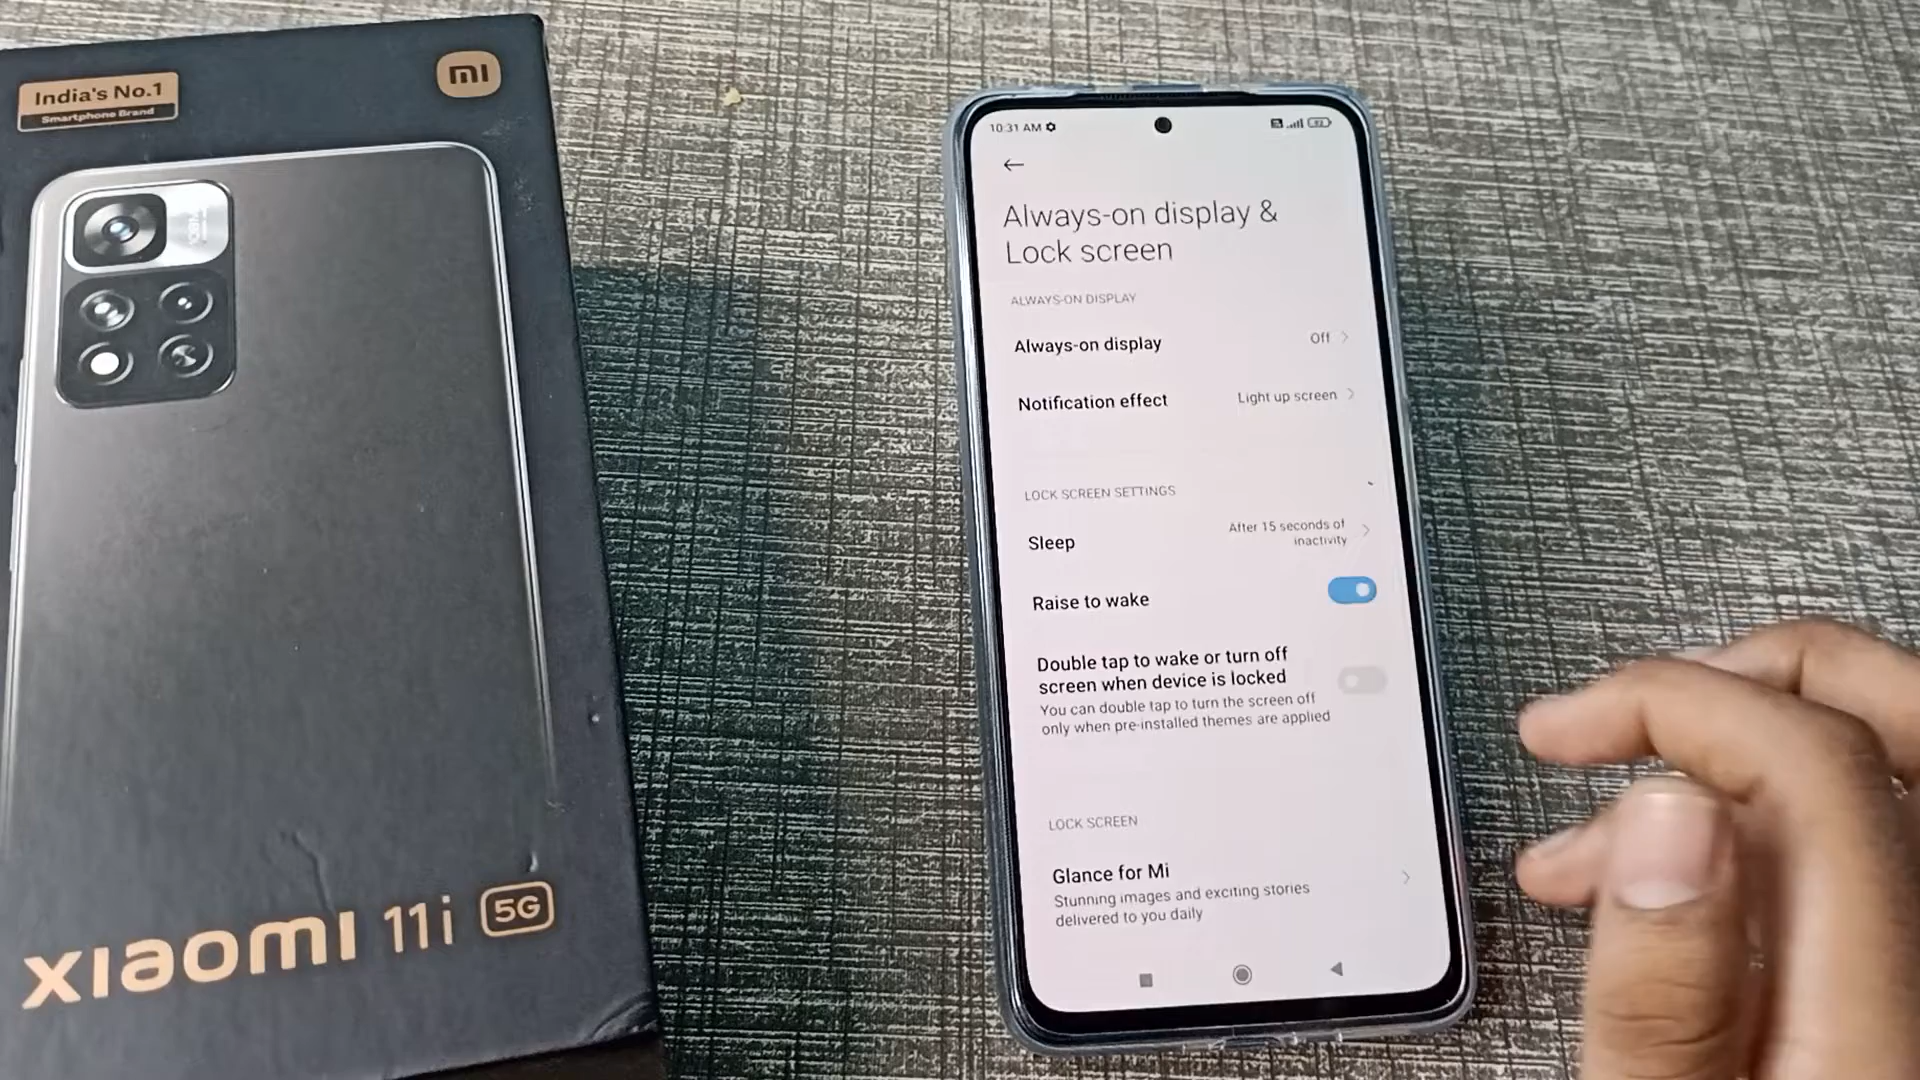 India's No.1
Smartphone Brand
mi
xiaomi 11i 5G
10:31 AM
Always-on display &
Lock screen
ALWAYS-ON DISPLAY
Always-on display
Off
Notification effect
Light up screen
LOCK SCREEN SETTINGS
Sleep
After 15 seconds of
inactivity
Raise to wake
Double tap to wake or turn off
screen when device is locked
You can double tap to turn the screen off
only when pre-installed themes are applied
LOCK SCREEN
Glance for Mi
Stunning images and exciting stories
delivered to you daily